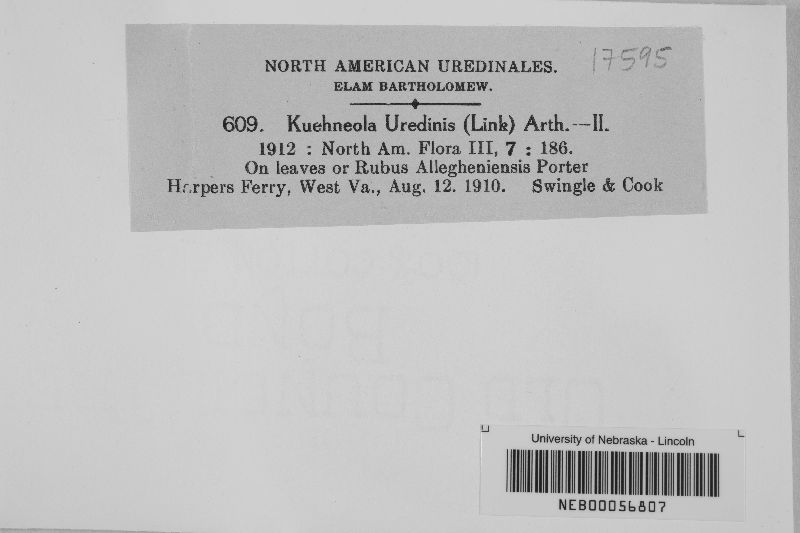 NORTH AMERICAN UREDINALES.
17595
ELAM BARTHOLOMEW.
609. Kuehneola Uredinis (Link) Arth.—II.
1912 : North Am. Flora III, 7 : 186.
On leaves or Rubus Allegheniensis Porter
Harpers Ferry, West Va., Aug. 12. 1910. Swingle & Cook
University of Nebraska - Lincoln
NEB00056807